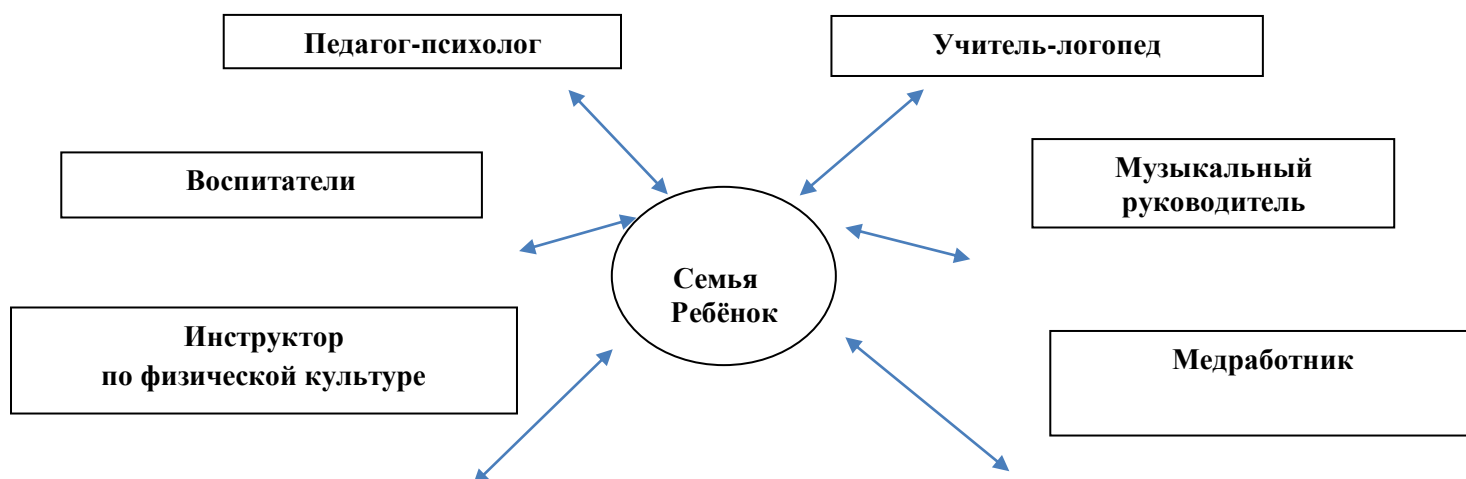 Педагог-психолог
Учитель-логопед
Воспитатели
Музыкальный
руководитель
Семья
Ребёнок
Инструктор
по физической культуре
Медработник